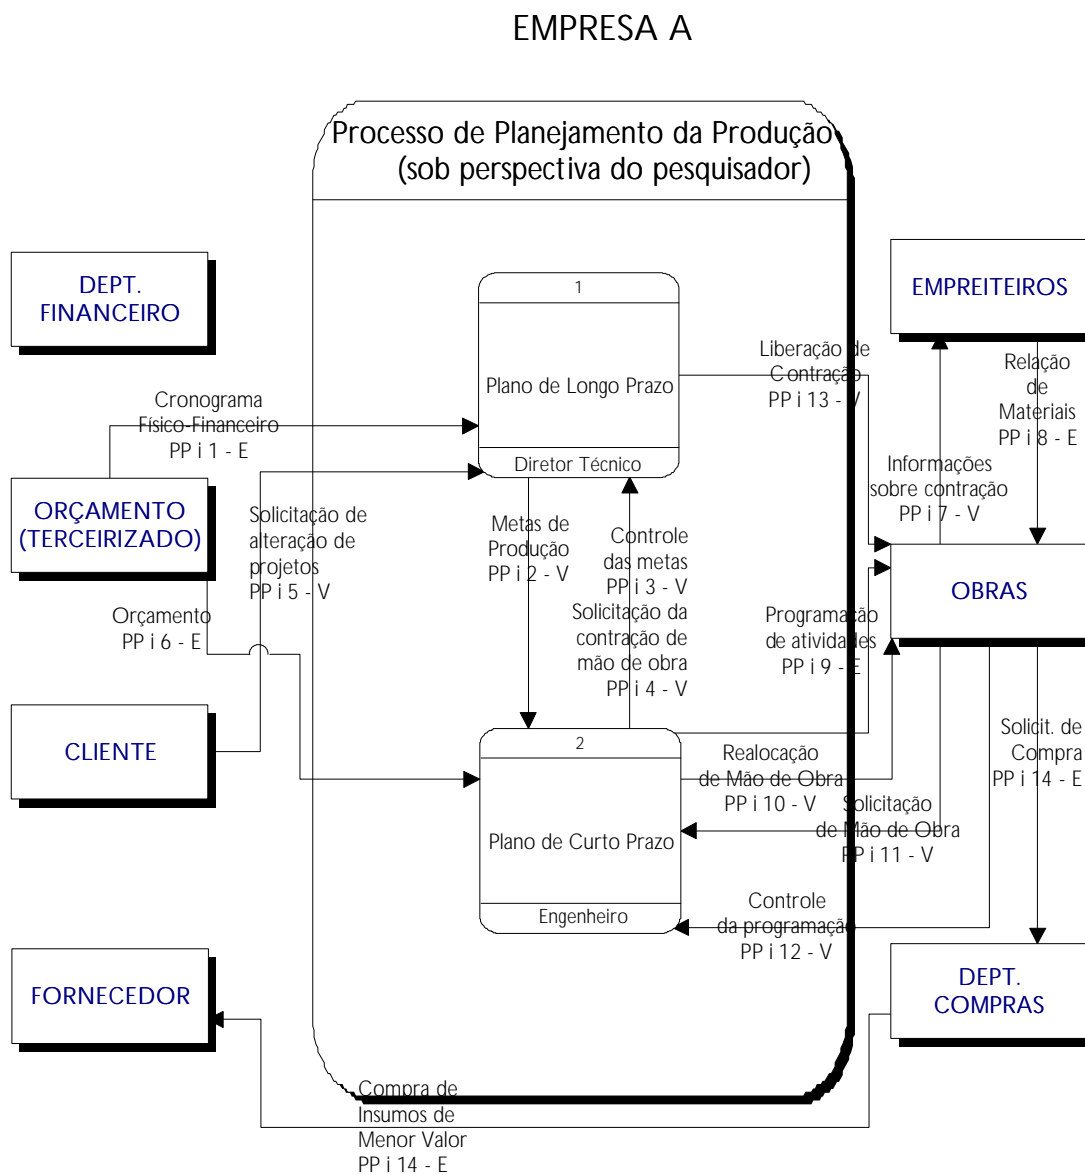 EMPRESA A
Processo de Planejamento da Produção
(sob perspectiva do pesquisador)
DEPT.
FINANCEIRO
1
Plano de Longo Prazo
Diretor Técnico
EMPREITEIROS
Liberação de
Contração
PP i 13 - V
Relação
de
Materiais
PP i 8 - E
Cronograma
Físico-Financeiro
PP i 1 - E
Informações
sobre contração
PP i 7 - V
ORÇAMENTO
(TERCEIRIZADO)
Solicitação de
alteração de
projetos
PP i 5 - V
Metas de
Produção
PP i 2 - V
Controle
das metas
PP i 3 - V
Solicitação da
contração de
mão de obra
PP i 4 - V
OBRAS
Orçamento
PP i 6 - E
Programação
de atividades
PP i 9 - E
CLIENTE
2
Plano de Curto Prazo
Engenheiro
Realocação
de Mão de Obra
PP i 10 - V
Solicit. de
Compra
PP i 14 - E
Solicitação
de Mão de Obra
PP i 11 - V
Controle
da programação
PP i 12 - V
FORNECEDOR
DEPT.
COMPRAS
Compra de
Insumos de
Menor Valor
PP i 14 - E